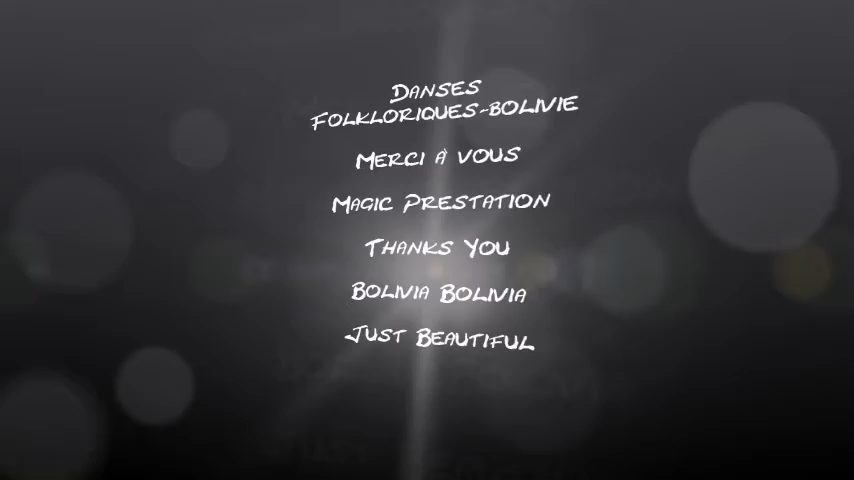 Danses
Folkloriques-Bolivie
Merci à vous
Magic Prestation
Thanks You
Bolivia Bolivia
Just Beautiful